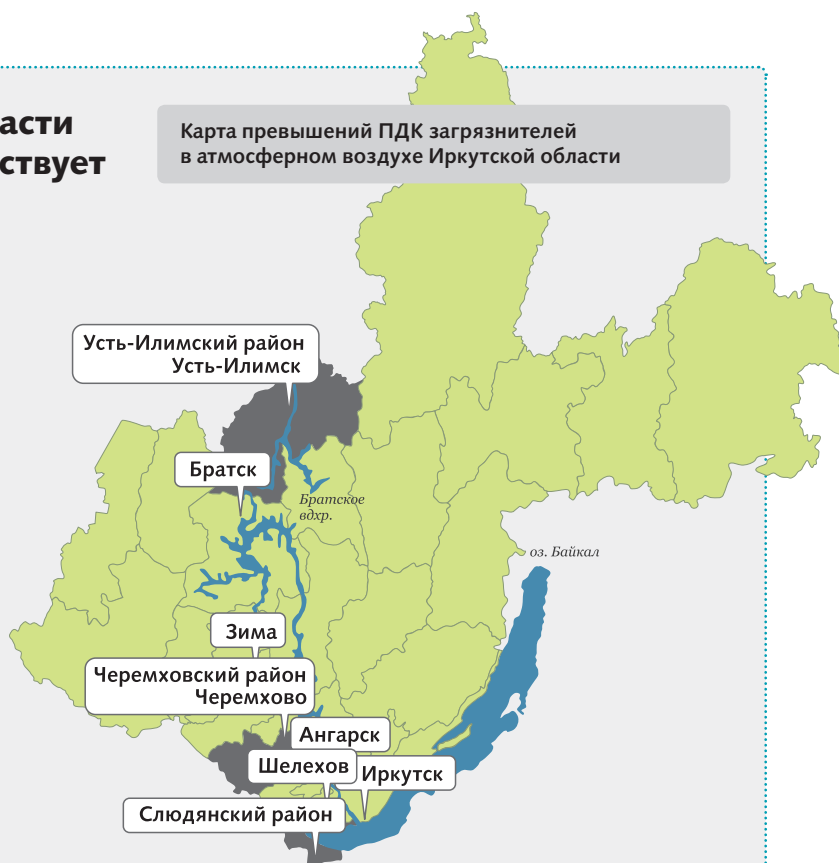 асти
ствует
Карта превышений ПДК загрязнителей
в атмосферном воздухе Иркутской области
Усть-Илимский район
Усть-Илимск
Братск
Братское
вдхр.
оз. Байкал
Зима
Черемховский район
Черемхово
Ангарск
Шелехов
Иркутск
Слюдянский район